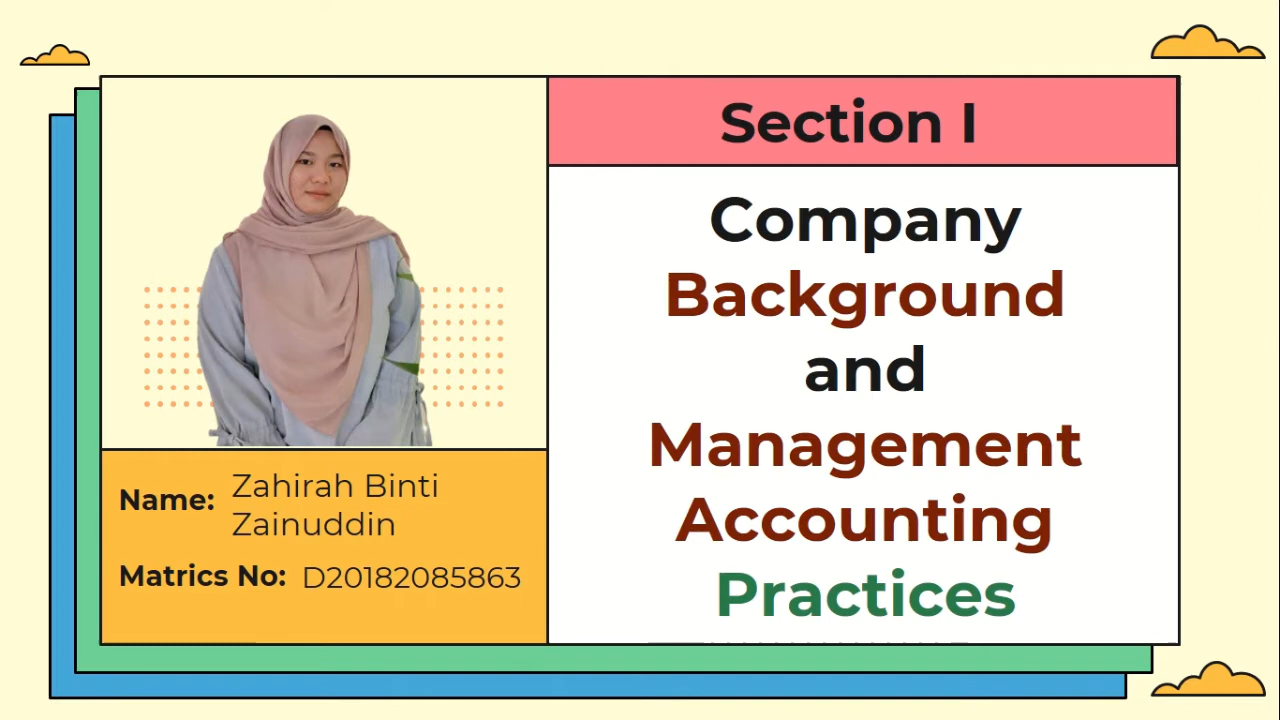 Section I
Company
Background
and
Management
Accounting
Practices
Name: Zahirah Binti
Zainuddin
Matrics No: D20182085863